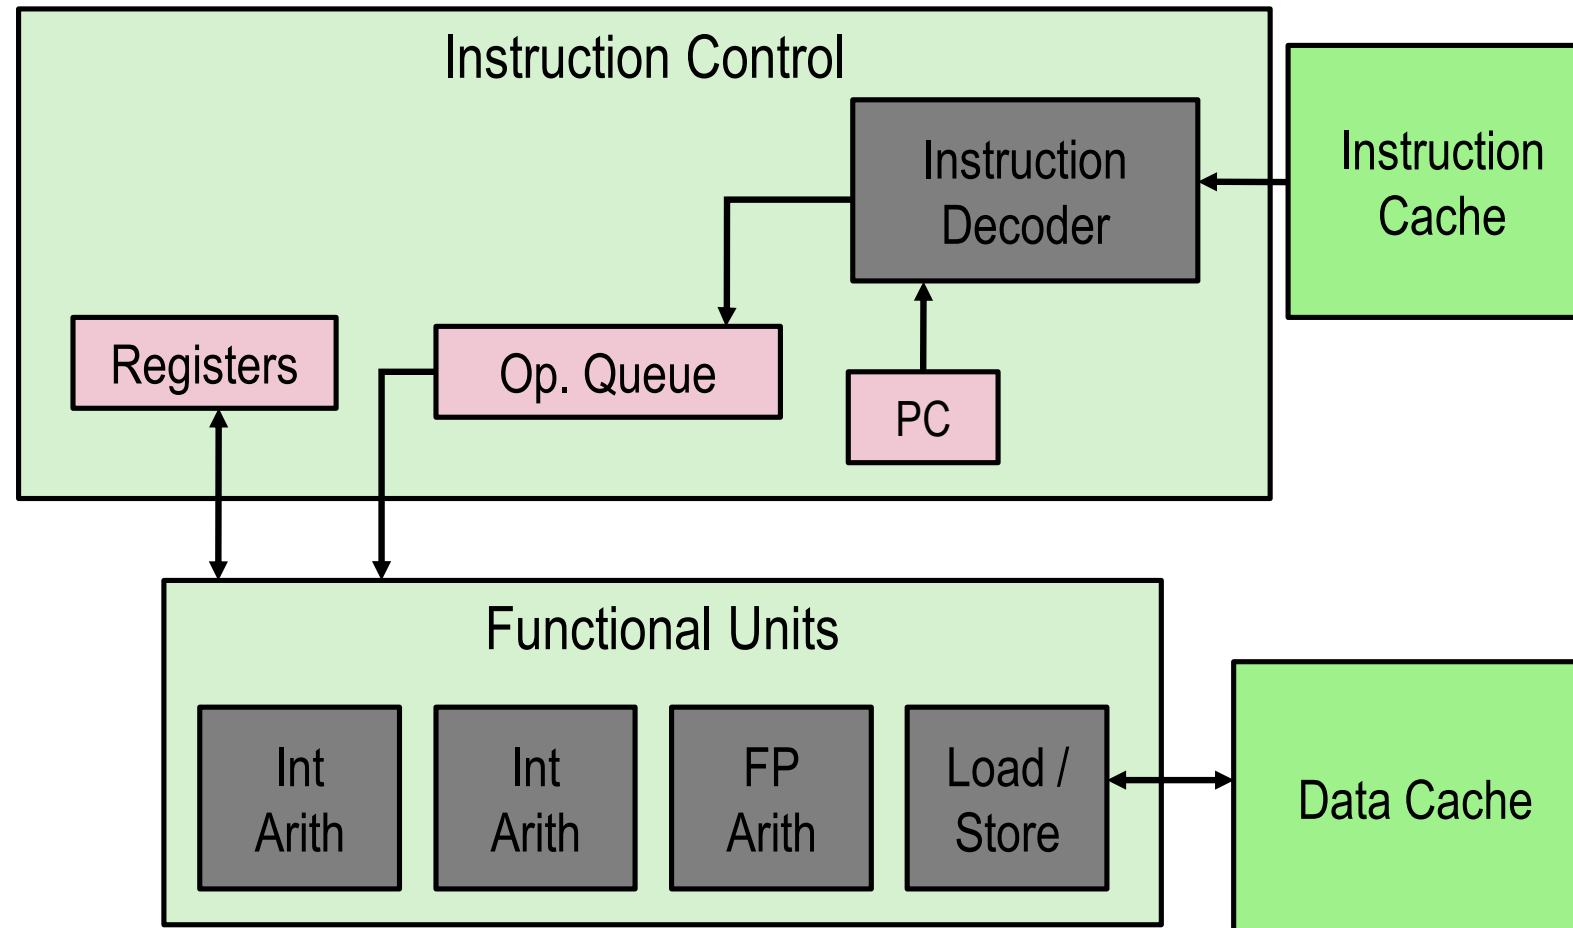 Instruction Control
Instruction
Decoder
Instruction
Cache
Registers
Op. Queue
PC
Functional Units
Int
Arith
Int
Arith
FP
Arith
Load /
Store
Data Cache